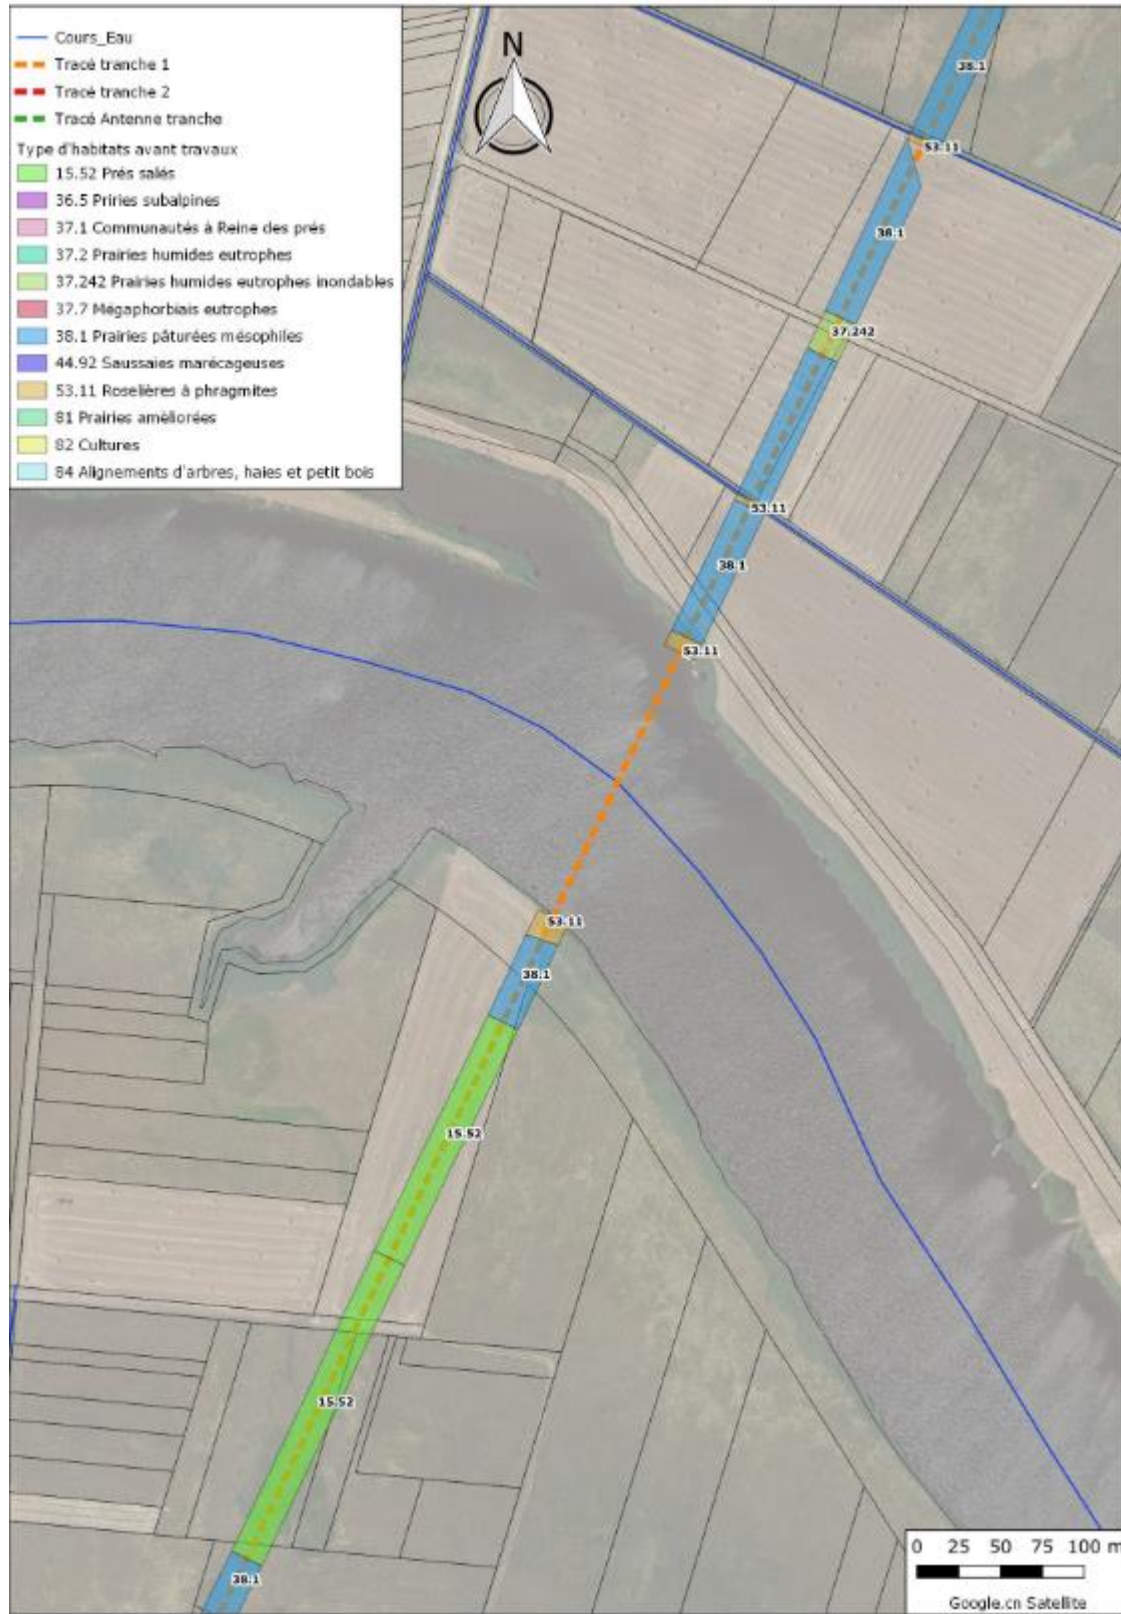 Cours_Eau
Tracé tranche 1
Tracé tranche 2
Tracé Antenne tranche
Type d'habitats avant travaux
15.52 Prés salés
36.5 Priries subalpines
37.1 Communautés à Reine des prés
37.2 Prairies humides eutrophes
37.242 Prairies humides eutrophes inondables
37.7 Mégaphorbiais eutrophes
38.1 Prairies pâturées mésophiles
44.92 Saussaies marécageuses
53.11 Roselières à phragmites
81 Prairies améliorées
82 Cultures
84 Alignements d'arbres, haies et petit bois
N
38.1
53.11
38.1
37.242
53.11
38.1
53.11
53.11
38.1
15.52
15.52
38.1
0 25 50 75 100 m
Google.cn Satellite